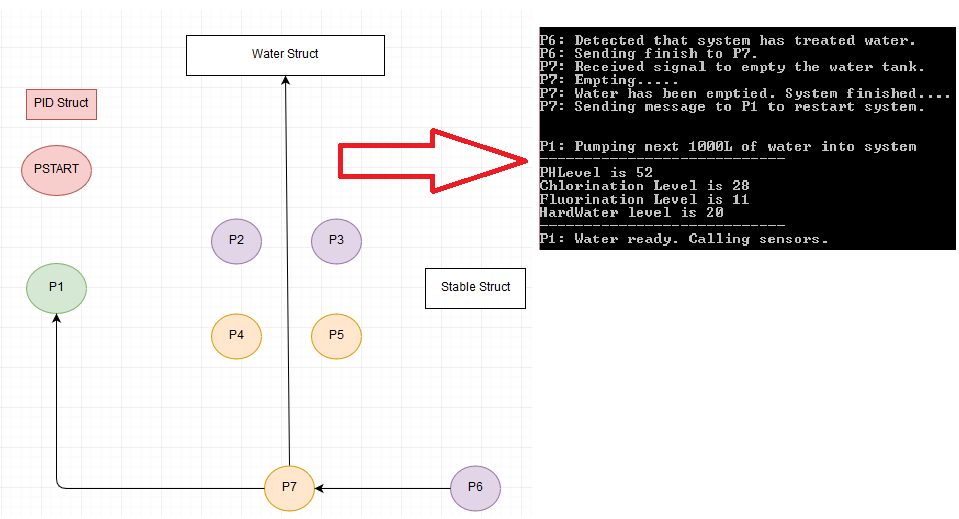 Water Struct
PID Struct
PSTART
P2
P3
P1
Stable Struct
P4
P5
P7
P6
P6: Detected that system has treated water.
P6: Sending finish to P7.
P7: Received signal to empty the water tank.
P7: Empting.....
P7: Water has been emptied. System finished....
P7: Sending message to P1 to restart system.
P1: Pumping next 1000L of water into system
---------------------------
PHLevel is 52
Chlorination Level is 28
Fluorination Level is 11
HardWater level is 20
---------------------------
P1: Water ready. Calling sensors.